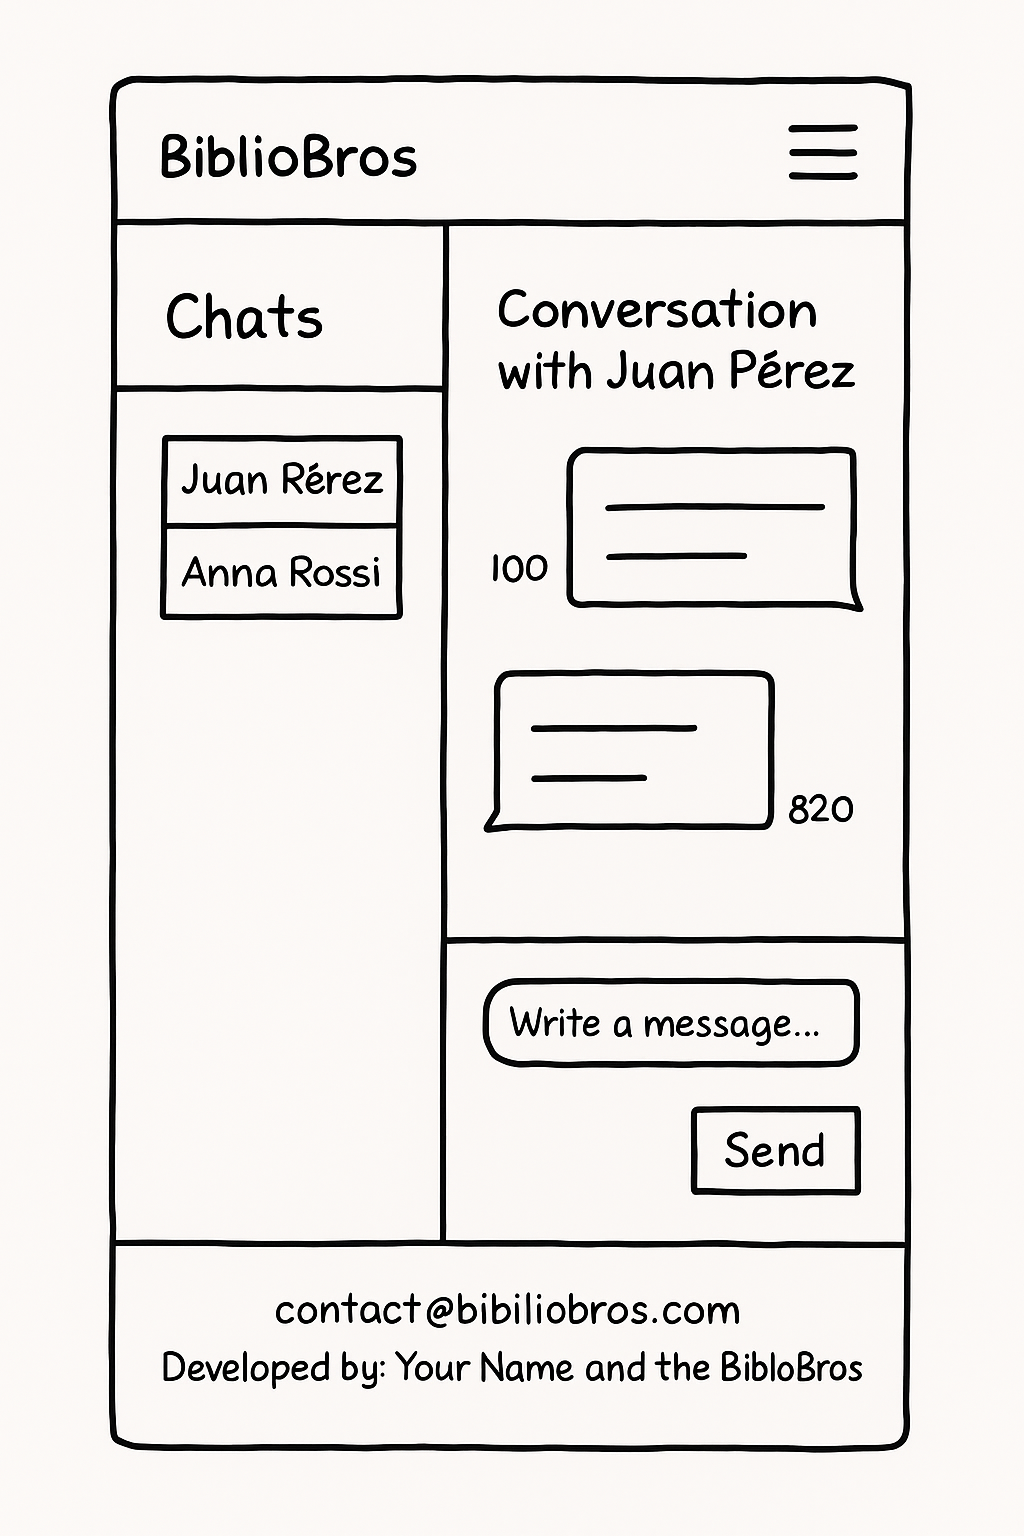 BiblioBros
Chats
Juan Rérez
Anna Rossi
Conversation
with Juan Pérez
100
820
Write a message...
Send
contact@bibiliobros.com
Developed by: Your Name and the BibloBros